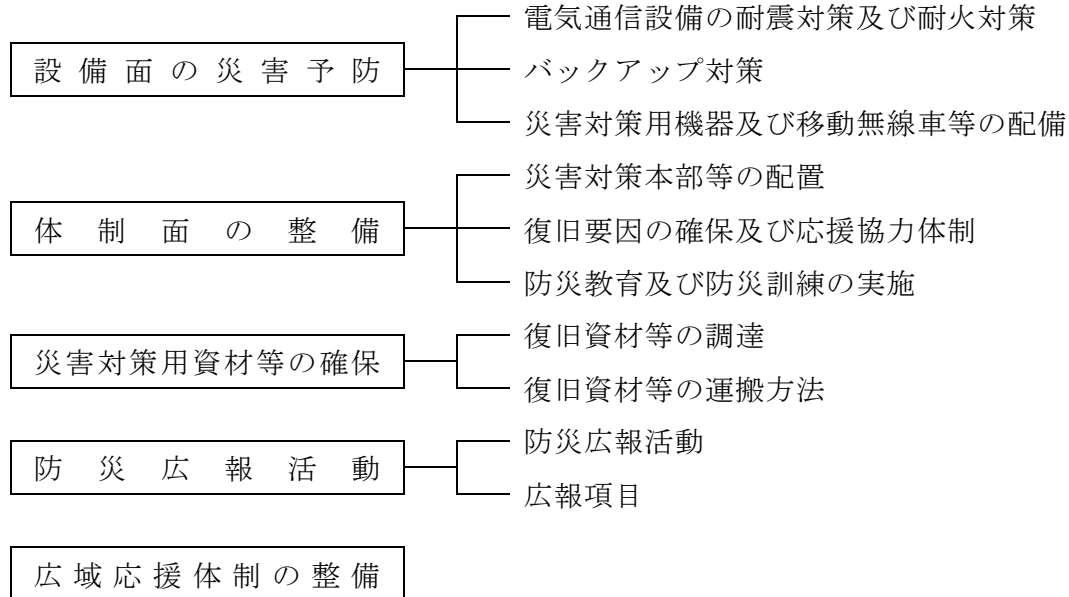 設備面の災害予防
電気通信設備の耐震対策及び耐火対策
バックアップ対策
災害対策用機器及び移動無線車等の配備
体制面の整備
災害対策本部等の配置
復旧要因の確保及び応援協力体制
防災教育及び防災訓練の実施
災害対策用資材等の確保
復旧資材等の調達
復旧資材等の運搬方法
防災広報活動
防災広報活動
広報項目
広域応援体制の整備